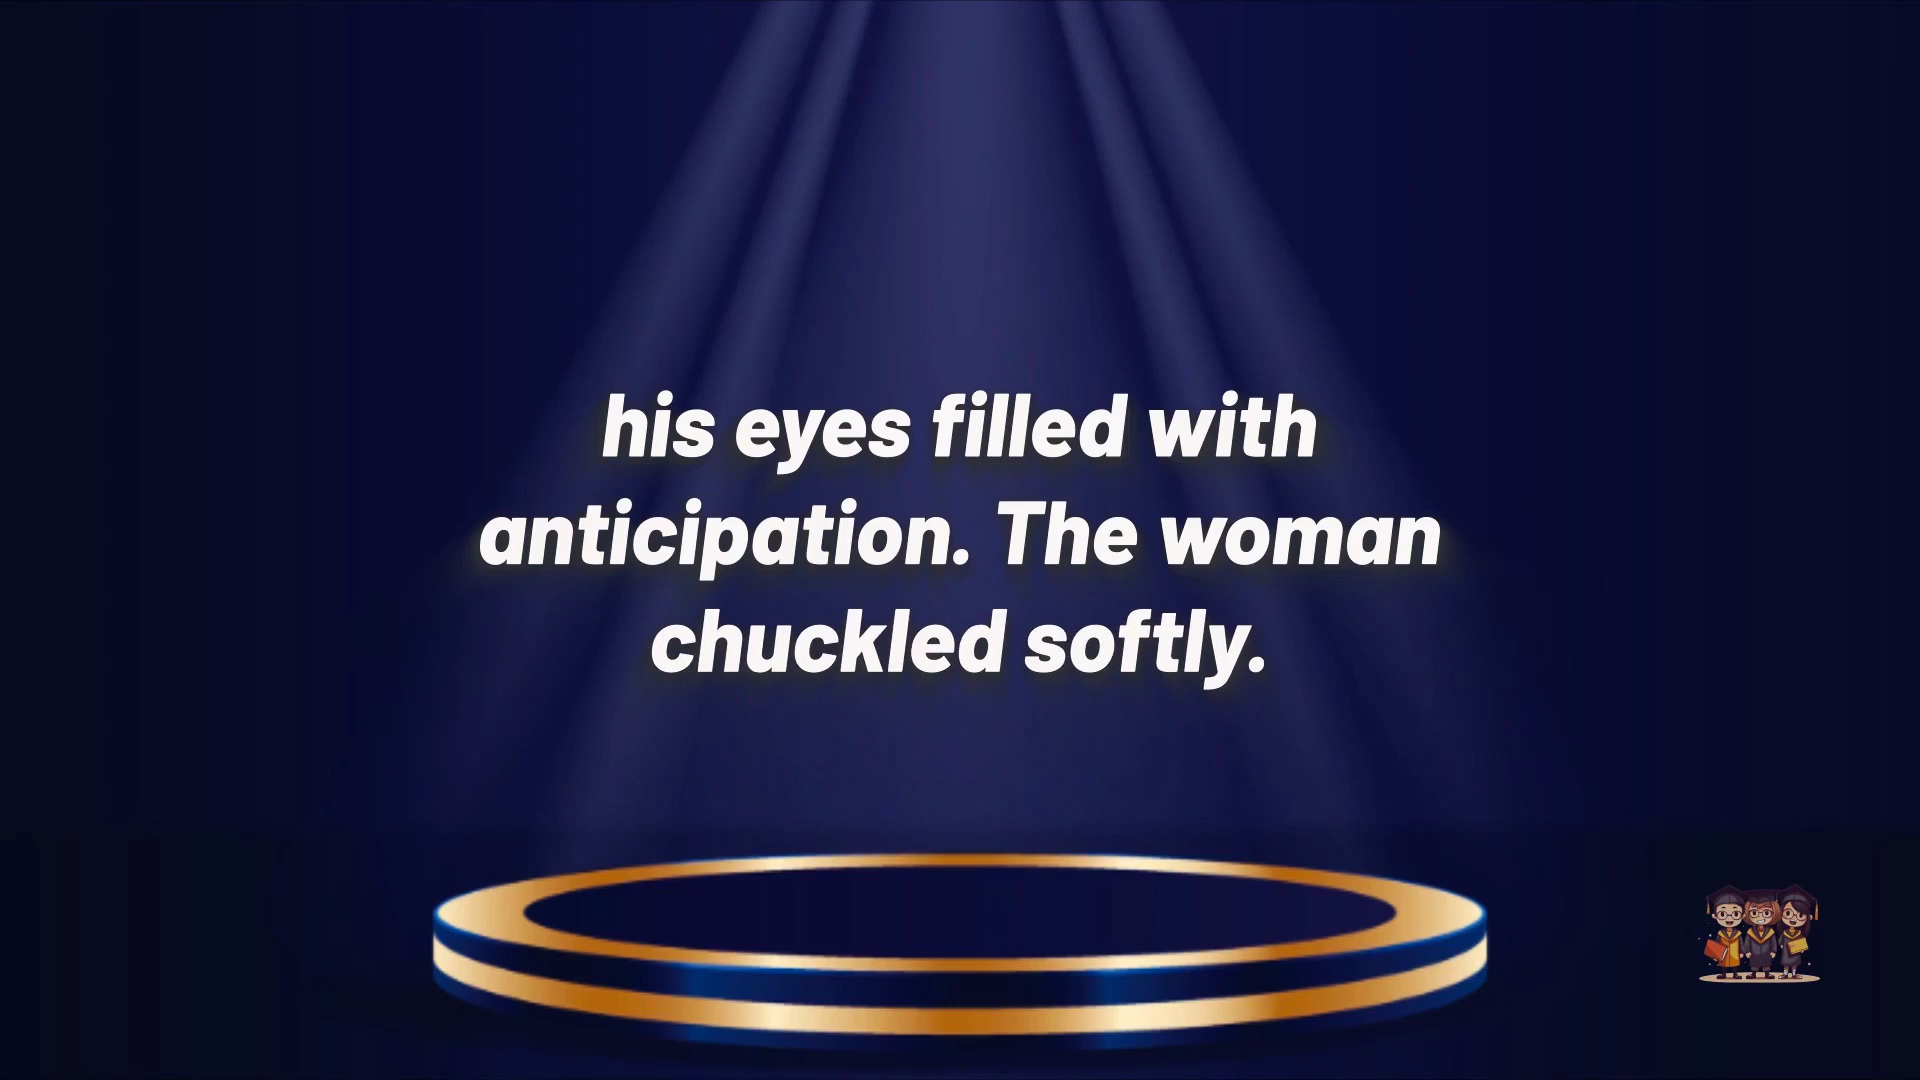 his eyes filled with
anticipation. The woman
chuckled softly.